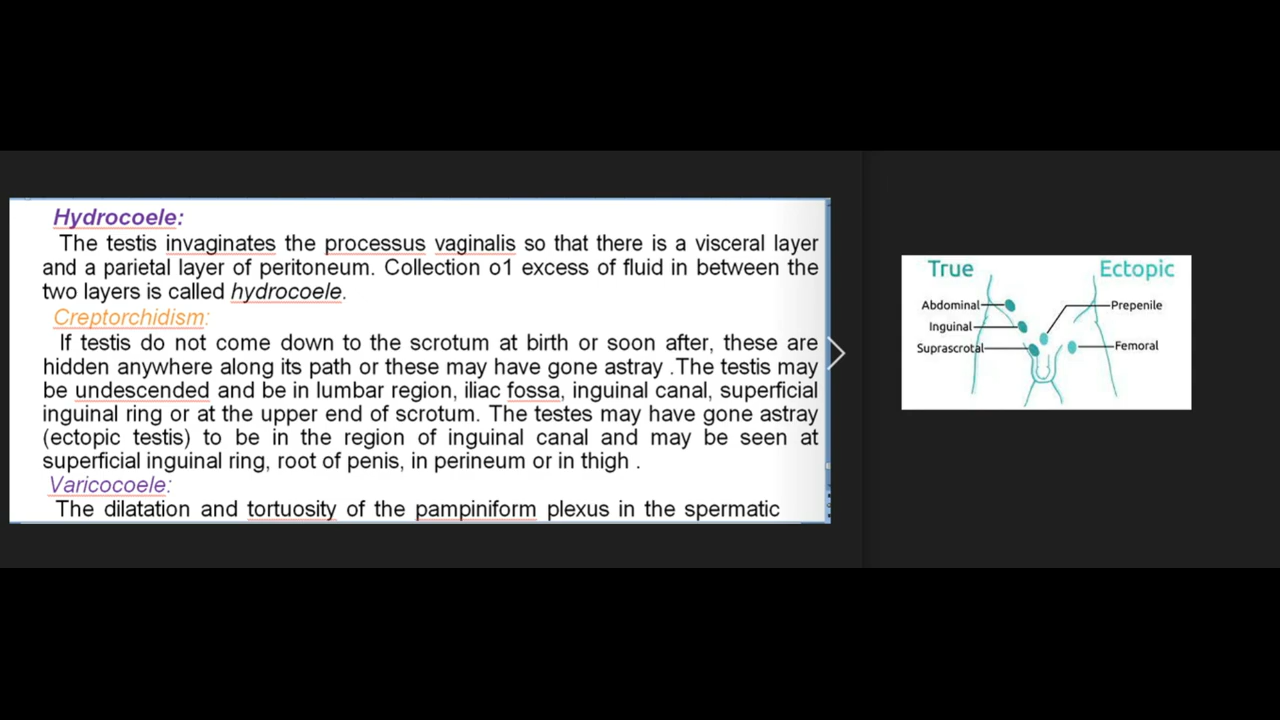 Hydrocoele:
The testis invaginates the processus vaginalis so that there is a visceral layer
and a parietal layer of peritoneum. Collection o1 excess of fluid in between the
two layers is called hydrocoele.
Creptorchidism:
If testis do not come down to the scrotum at birth or soon after, these are
hidden anywhere along its path or these may have gone astray .The testis may
be undescended and be in lumbar region, iliac fossa, inguinal canal, superficial
inguinal ring or at the upper end of scrotum. The testes may have gone astray
(ectopic testis) to be in the region of inguinal canal and may be seen at
superficial inguinal ring, root of penis, in perineum or in thigh .
Varicocoele:
The dilatation and tortuosity of the pampiniform plexus in the spermatic
True
Ectopic
Abdominal
Prepenile
Inguinal
Suprascrotal
Femoral